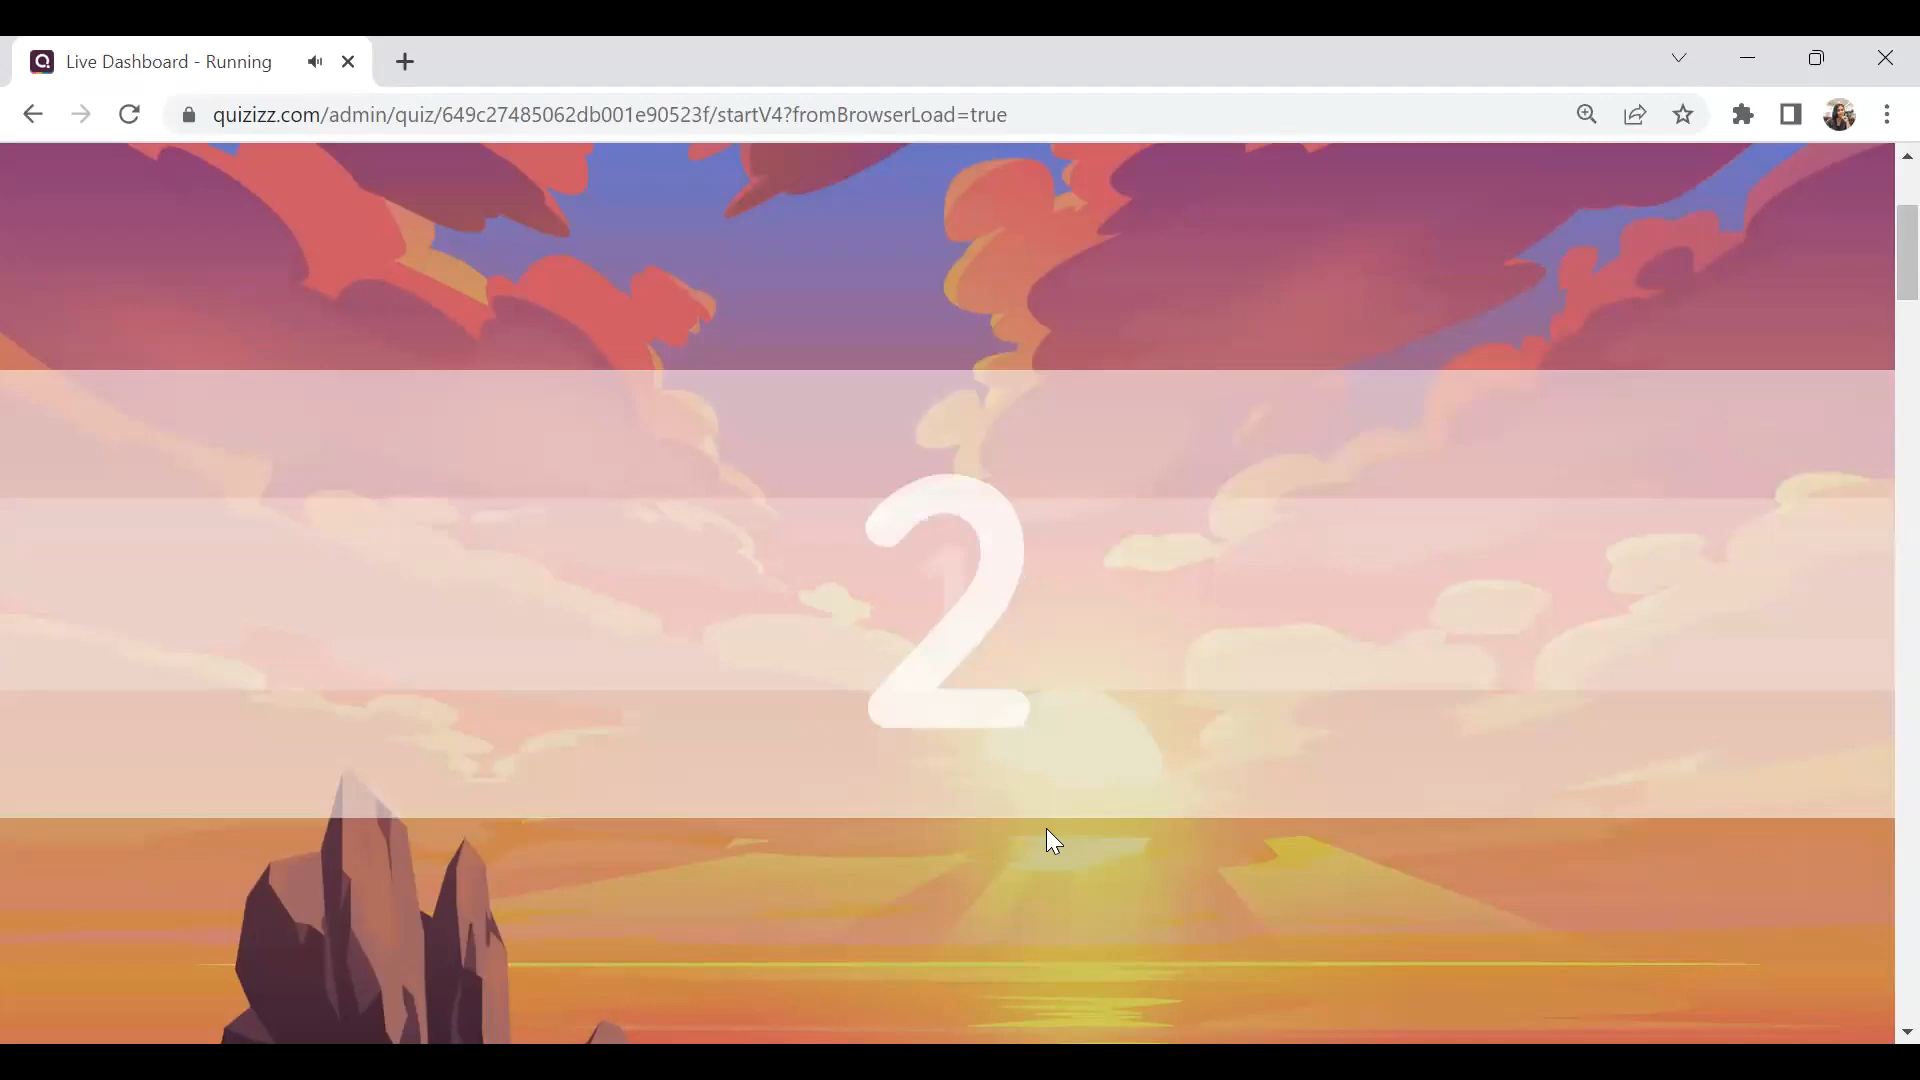 Live Dashboard - Running
quizizz.com/admin/quiz/649c27485062db001e90523f/startV4?fromBrowserLoad=true
2